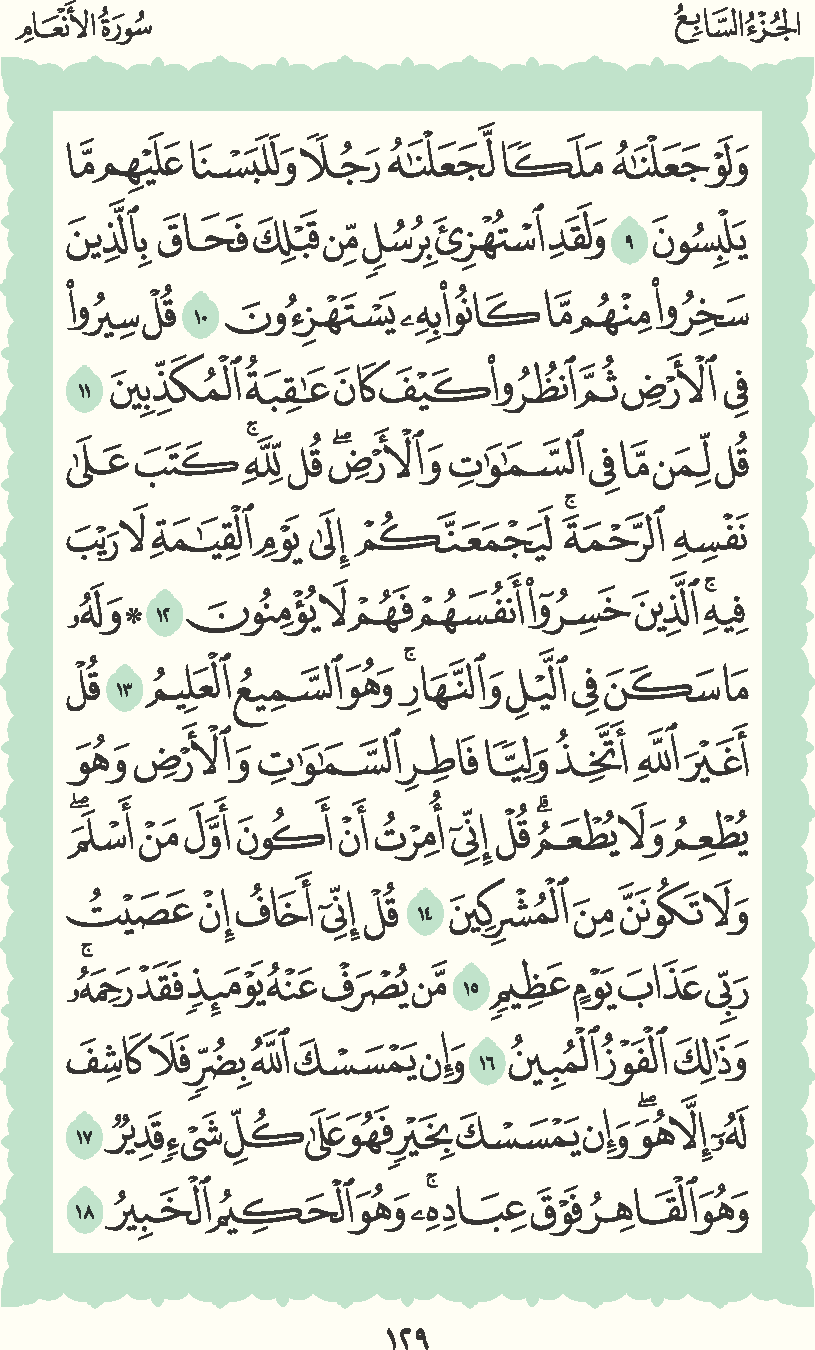 الجُزْءُ السَّابِعُ
سُورَةُ الأَنْعَامِ
وَلَوْ جَعَلْنَٰهُ مَلَكًا لَّجَعَلْنَٰهُ رَجُلًا وَلَلَبَسْنَا عَلَيْهِم مَّا
يَلْبِسُونَ ٩ وَلَقَدِ ٱسْتُهْزِئَ بِرُسُلٍ مِّن قَبْلِكَ فَحَاقَ بِٱلَّذِينَ
سَخِرُوا۟ مِنْهُم مَّا كَانُوا۟ بِهِۦ يَسْتَهْزِءُونَ ١٠ قُلْ سِيرُوا۟
فِى ٱلْأَرْضِ ثُمَّ ٱنظُرُوا۟ كَيْفَ كَانَ عَٰقِبَةُ ٱلْمُكَذِّبِينَ ١١
قُل لِّمَن مَّا فِى ٱلسَّمَٰوَٰتِ وَٱلْأَرْضِ ۖ قُل لِّلَّهِ ۚ كَتَبَ عَلَىٰ
نَفْسِهِ ٱلرَّحْمَةَ ۚ لَيَجْمَعَنَّكُمْ إِلَىٰ يَوْمِ ٱلْقِيَٰمَةِ لَا رَيْبَ
فِيهِ ۚ ٱلَّذِينَ خَسِرُوٓا۟ أَنفُسَهُمْ فَهُمْ لَا يُؤْمِنُونَ ١٢ * وَلَهُۥ
مَا سَكَنَ فِى ٱلَّيْلِ وَٱلنَّهَارِ ۚ وَهُوَ ٱلسَّمِيعُ ٱلْعَلِيمُ ١٣ قُلْ
أَغَيْرَ ٱللَّهِ أَتَّخِذُ وَلِيًّا فَاطِرِ ٱلسَّمَٰوَٰتِ وَٱلْأَرْضِ وَهُوَ
يُطْعِمُ وَلَا يُطْعَمُ ۗ قُلْ إِنِّىٓ أُمِرْتُ أَنْ أَكُونَ أَوَّلَ مَنْ أَسْلَمَ ۖ
وَلَا تَكُونَنَّ مِنَ ٱلْمُشْرِكِينَ ١٤ قُلْ إِنِّىٓ أَخَافُ إِنْ عَصَيْتُ
رَبِّى عَذَابَ يَوْمٍ عَظِيمٍ ١٥ مَّن يُصْرَفْ عَنْهُ يَوْمَئِذٍ فَقَدْ رَحِمَهُۥ ۚ
وَذَٰلِكَ ٱلْفَوْزُ ٱلْمُبِينُ ١٦ وَإِن يَمْسَسْكَ ٱللَّهُ بِضُرٍّ فَلَا كَاشِفَ
لَهُۥٓ إِلَّا هُوَ ۖ وَإِن يَمْسَسْكَ بِخَيْرٍ فَهُوَ عَلَىٰ كُلِّ شَىْءٍ قَدِيرٌ ١٧
وَهُوَ ٱلْقَاهِرُ فَوْقَ عِبَادِهِۦ ۚ وَهُوَ ٱلْحَكِيمُ ٱلْخَبِيرُ ١٨
١٢٩